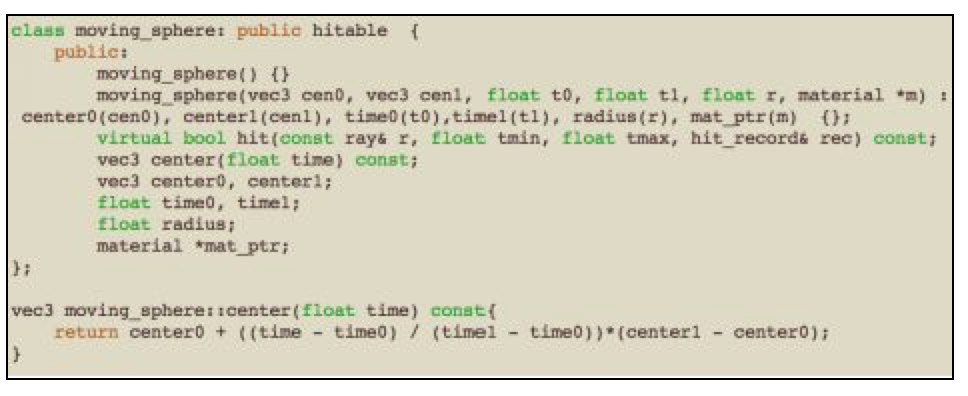 class moving_sphere: public hitable  {
    public:
        moving_sphere() {}
        moving_sphere(vec3 cen0, vec3 cen1, float t0, float t1, float r, material *m) :
 center0(cen0), center1(cen1), time0(t0),time1(t1), radius(r), mat_ptr(m)  {};
        virtual bool hit(const ray& r, float tmin, float tmax, hit_record& rec) const;
        vec3 center(float time) const;
        vec3 center0, center1;
        float time0, time1;
        float radius;
        material *mat_ptr;
};

vec3 moving_sphere::center(float time) const{
    return center0 + ((time - time0) / (time1 - time0))*(center1 - center0);
}